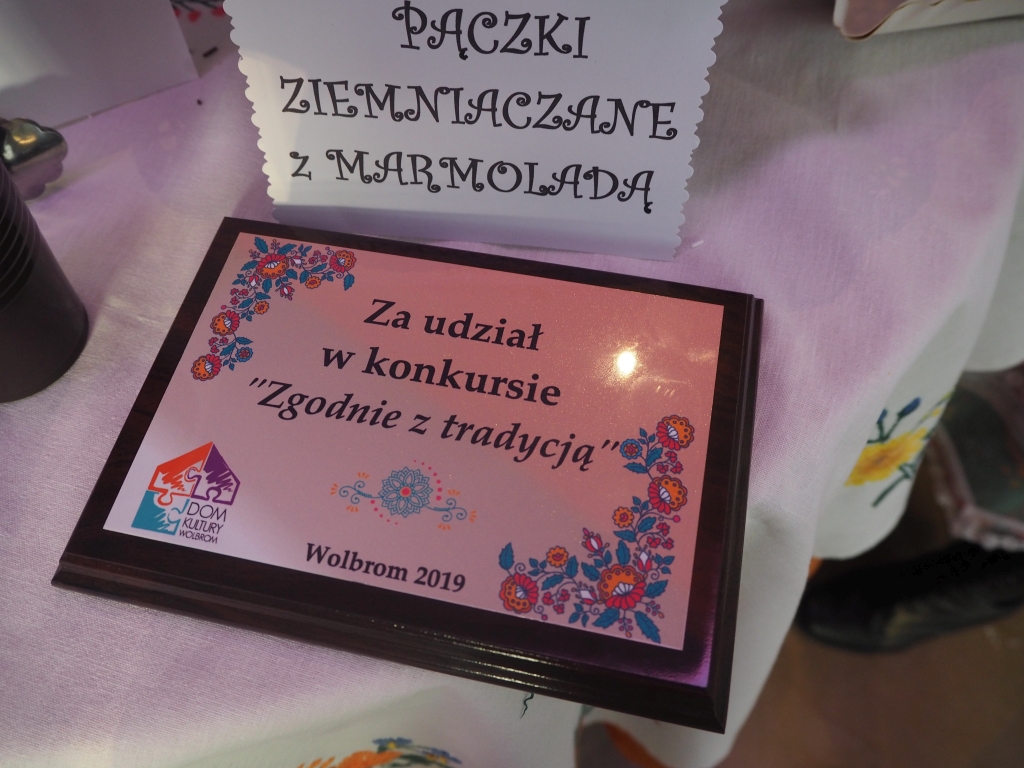 PĄCZKI
ZIEMNIACZANE
z MARMOLADĄ
Za udział
w konkursie
"Zgodnie z tradycją"
DOM
KULTURY
WOLBROM
Wolbrom 2019